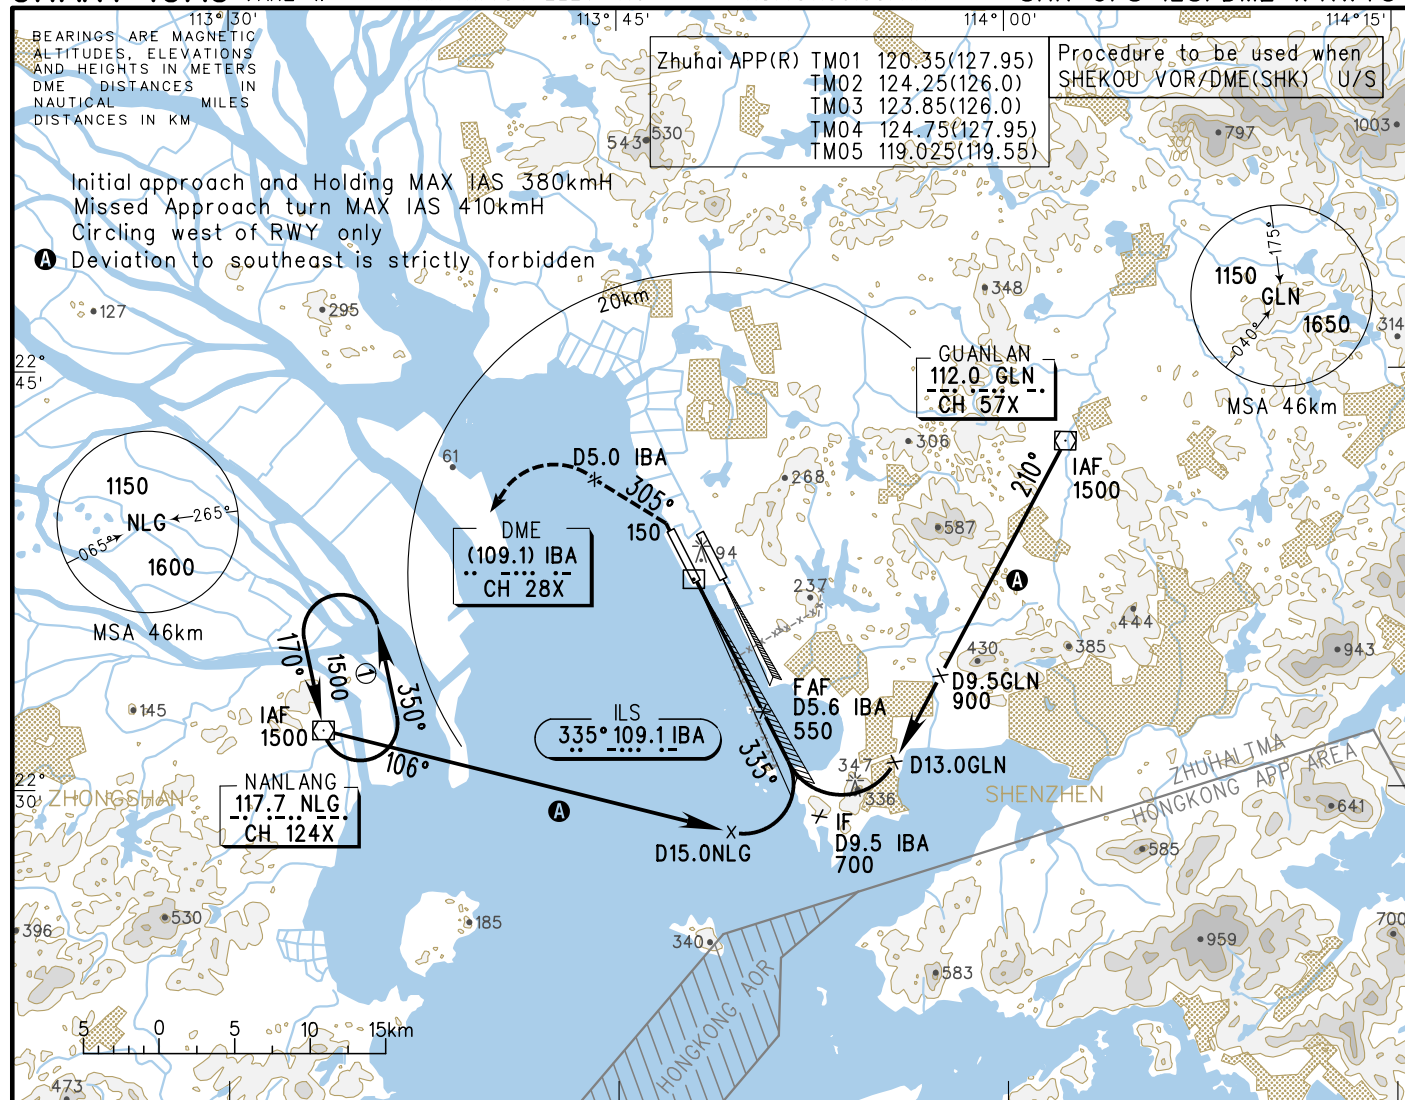 113°30'
113°45'
114°00'
114°15'
BEARINGS ARE MAGNETIC
ALTITUDES, ELEVATIONS
AND HEIGHTS IN METERS
DME DISTANCES IN
NAUTICAL MILES
DISTANCES IN KM
Zhuhai APP(R) TM01 120.35(127.95)
TM02 124.25(126.0)
TM03 123.85(126.0)
TM04 124.75(127.95)
TM05 119.025(119.55)
Procedure to be used when
SHEKOU VOR/DME(SHK) U/S
Initial approach and Holding MAX IAS 380kmH
Missed Approach turn MAX IAS 410kmH
Circling west of RWY only
A Deviation to southeast is strictly forbidden
543
530
797
1003
500
300
100
127
295
20km
348
314
175°
1150
GLN
1650
040°
MSA 46km
22°
45'
GUANLAN
112.0 GLN
CH 57X
IAF
1500
210°
306
268
587
61
D5.0 IBA
305°
150
94
DME
(109.1) IBA
CH 28X
1150
NLG
265°
065°
1600
MSA 46km
237
A
444
385
430
943
170°
1500
1
350°
IAF
1500
145
106°
NANLANG
117.7 NLG
CH 124X
22°
30'
ZHONGSHAN
ILS
335° 109.1 IBA
335°
FAF
D5.6 IBA
550
D9.5GLN
900
D13.0GLN
347
336
IF
D9.5 IBA
700
A
D15.0NLG
SHENZHEN
ZHUHAI TMA
HONGKONG APP AREA
641
585
530
396
185
340
583
959
700
HONGKONG AOR
5 0 5 10 15km
473